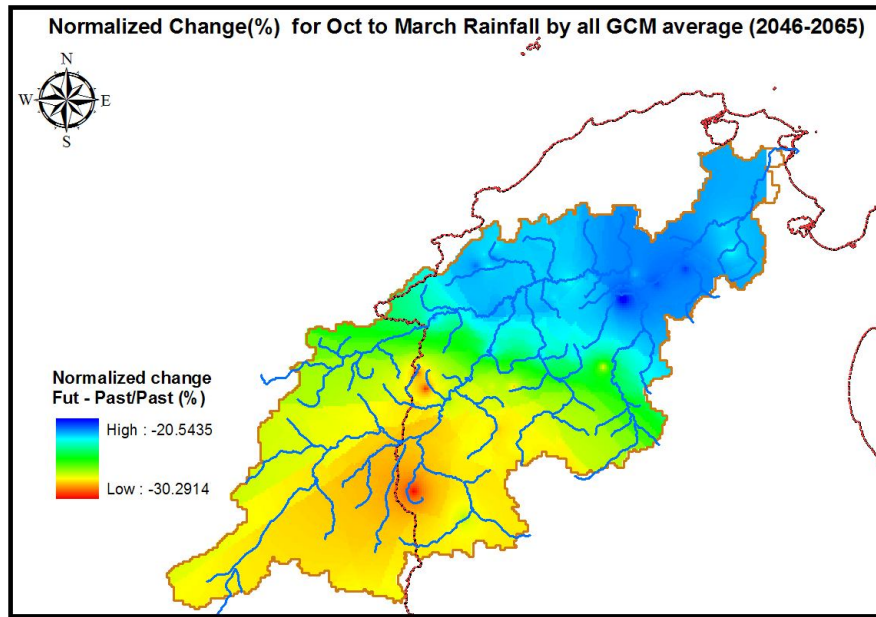 Normalized Change(%) for Oct to March Rainfall by all GCM average (2046-2065)
N
W E
S
Normalized change
Fut - Past/Past (%)
High : -20.5435
Low : -30.2914